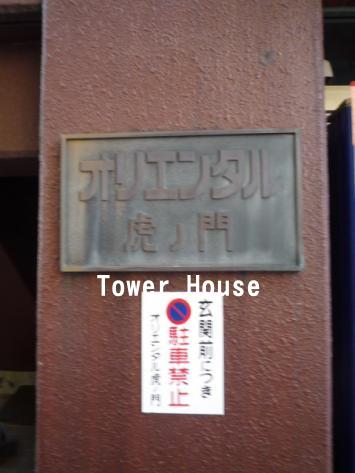 オリエンタル
虎ノ門
Tower House
玄関前につき
駐車禁止
オリエンタル虎ノ門